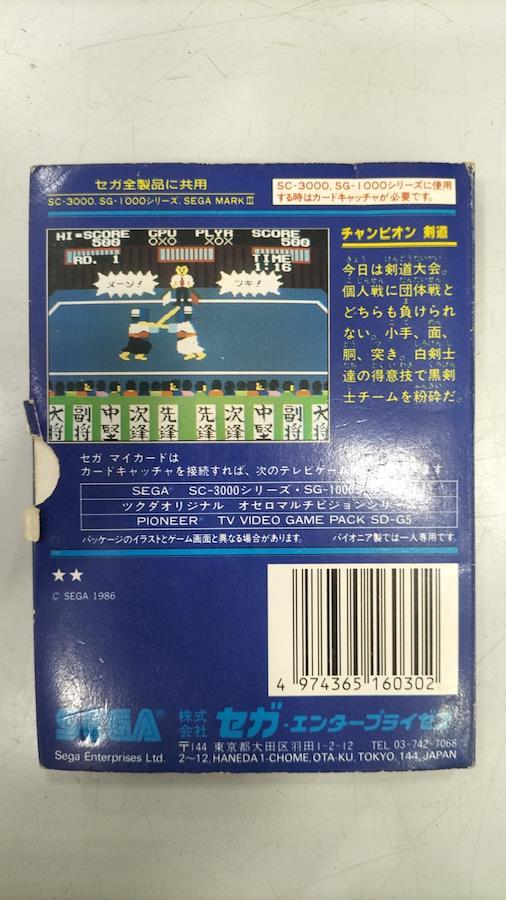 セガ全製品に共用
SC-3000, SG-1000シリーズ, SEGA MARK III
SC-3000, SG-1000シリーズに使用
する時はカードキャッチャが必要です。
HI-SCORE CPU PLYR SCORE
500 OXO XOX 500
RD. 1 TIME
1:16
メーン! ツキ!
大将 副将 中堅 次鋒 先鋒 先鋒 次鋒 中堅 副将 大将
チャンピオン 剣道
今日は剣道大会。
個人戦に団体戦と
どちらも負けられ
ない。小手、面、
胴、突き。白剣士
達の得意技で黒剣
士チームを粉砕だ。
セガ マイカードは
カードキャッチャを接続すれば、次のテレビゲーム ます
SEGA® SC-3000シリーズ・SG-1000
ツクダオリジナル オセロマルチビジョンシリーズ
PIONEER® TV VIDEO GAME PACK SD-G5
パッケージのイラストとゲーム画面と異なる場合があります。 パイオニア製では一人専用です。
★★
© SEGA 1986
4 974365 160302
SEGA® 株式会社 セガ・エンタープライゼス
Sega Enterprises Ltd.
〒144 東京都大田区羽田1-2-12 TEL 03-742-7068
2~12, HANEDA 1-CHOME, OTA-KU, TOKYO, 144, JAPAN